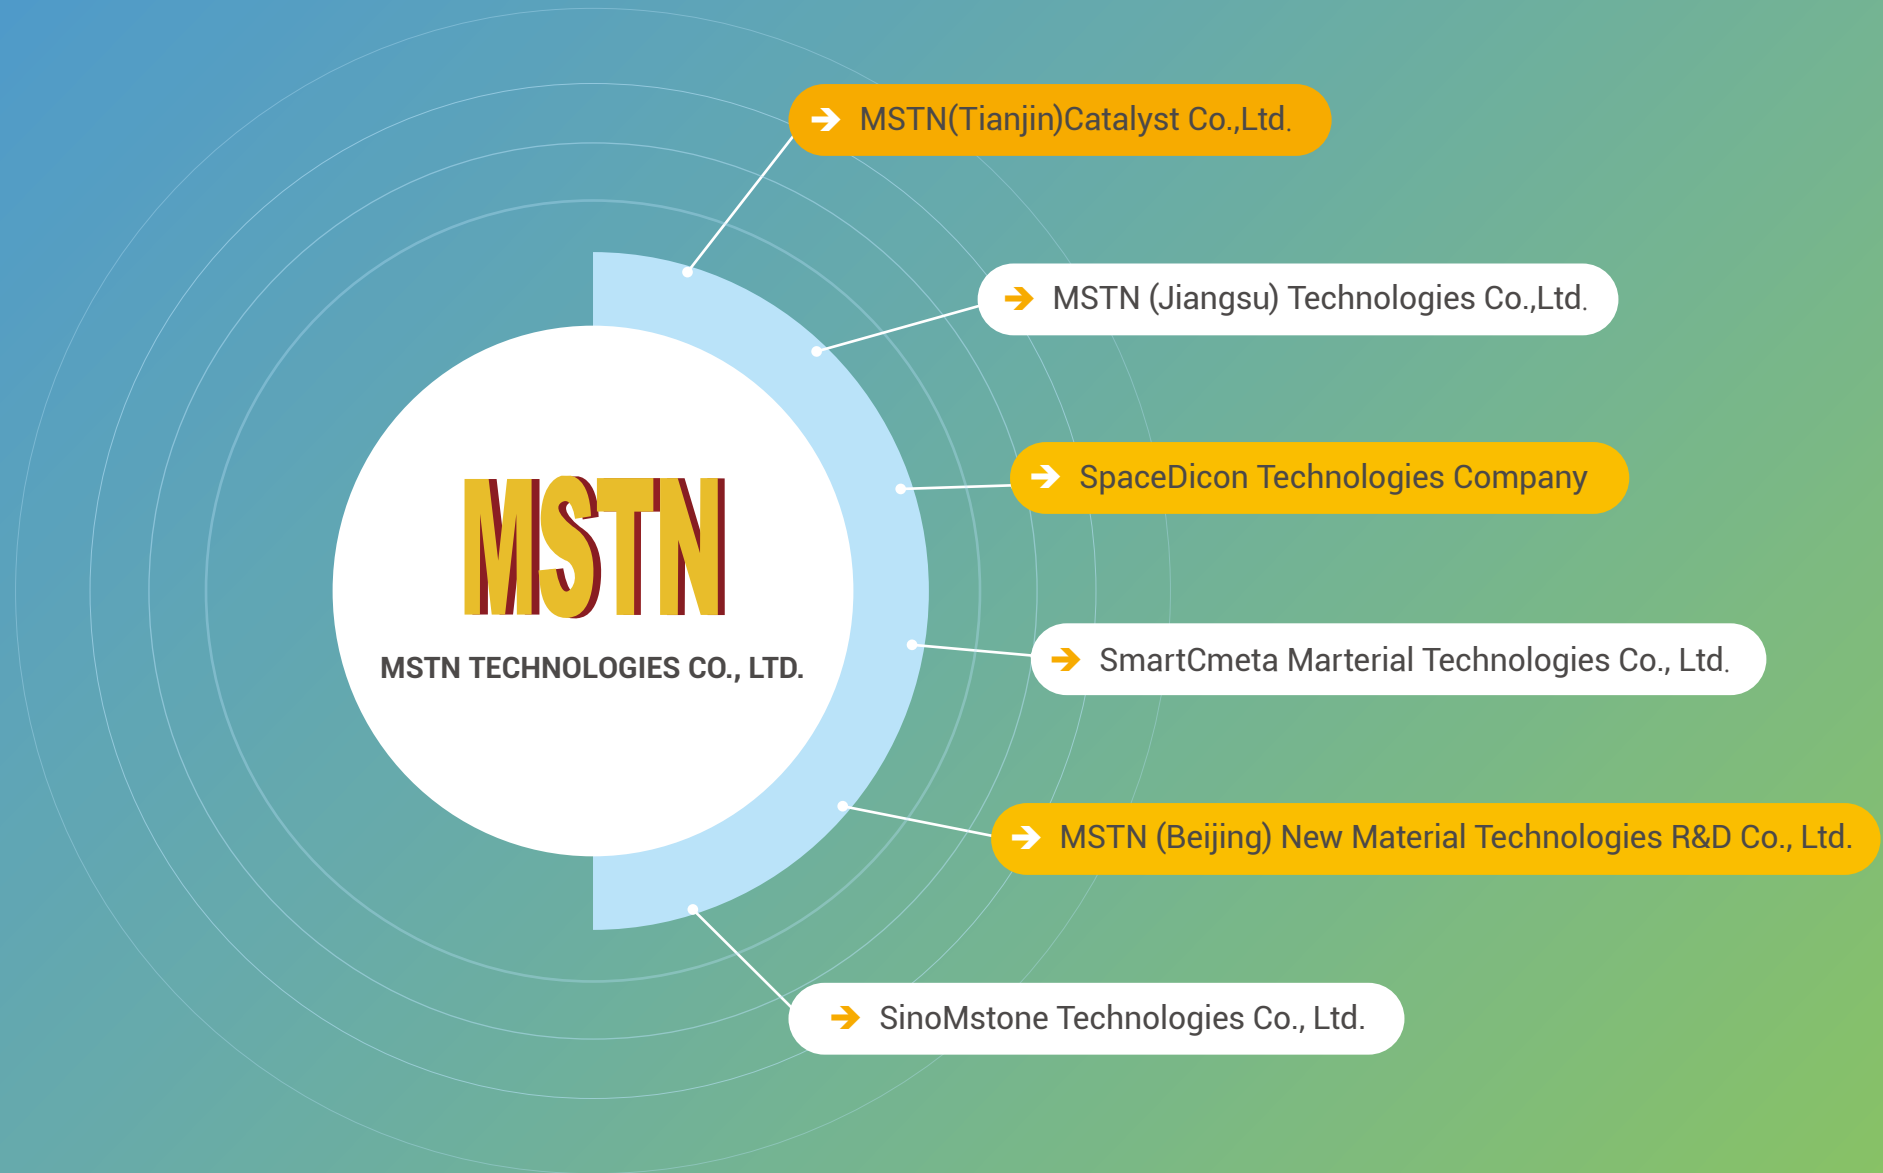 MSTN(Tianjin)Catalyst Co.,Ltd.
MSTN (Jiangsu) Technologies Co.,Ltd.
SpaceDicon Technologies Company
MSTN
MSTN TECHNOLOGIES CO., LTD.
SmartCmeta Marterial Technologies Co., Ltd.
MSTN (Beijing) New Material Technologies R&D Co., Ltd.
SinoMstone Technologies Co., Ltd.